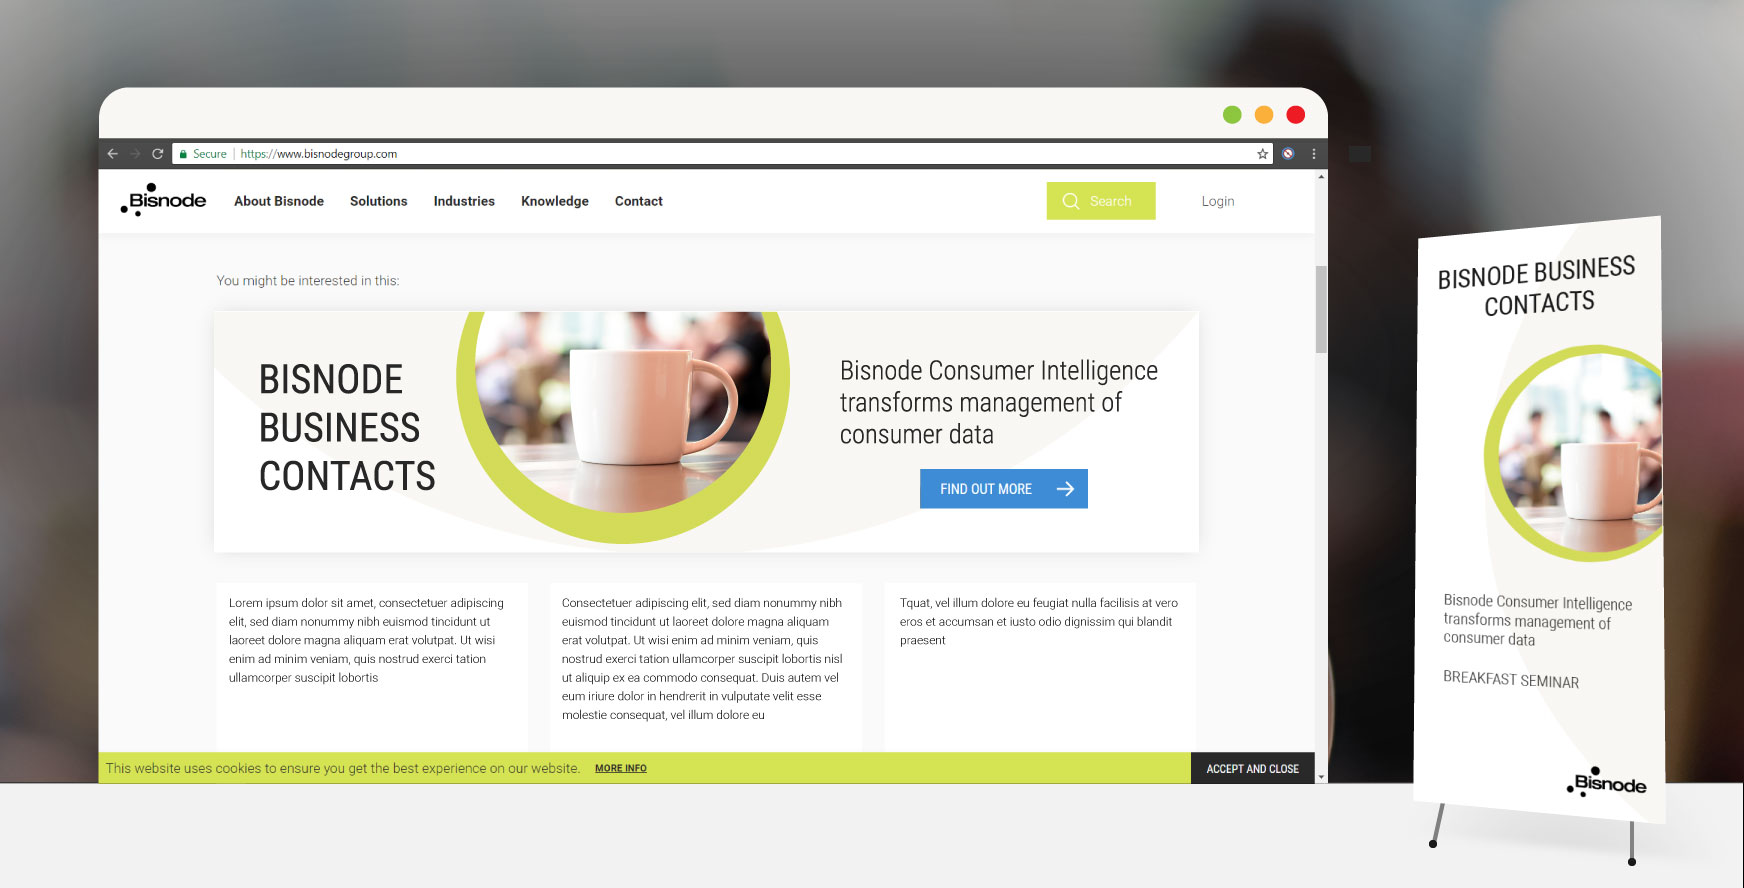 Secure | https://www.bisnodegroup.com
Bisnode About Bisnode Solutions Industries Knowledge Contact Search Login
You might be interested in this:
BISNODE
BUSINESS
CONTACTS
Bisnode Consumer Intelligence
transforms management of
consumer data
FIND OUT MORE
Lorem ipsum dolor sit amet, consectetuer adipiscing
elit, sed diam nonummy nibh euismod tincidunt ut
laoreet dolore magna aliquam erat volutpat. Ut wisi
enim ad minim veniam, quis nostrud exerci tation
ullamcorper suscipit lobortis
Consectetuer adipiscing elit, sed diam nonummy nibh
euismod tincidunt ut laoreet dolore magna aliquam
erat volutpat. Ut wisi enim ad minim veniam, quis
nostrud exerci tation ullamcorper suscipit lobortis nisl
ut aliquip ex ea commodo consequat. Duis autem vel
eum iriure dolor in hendrerit in vulputate velit esse
molestie consequat, vel illum dolore eu
Tquat, vel illum dolore eu feugiat nulla facilisis at vero
eros et accumsan et iusto odio dignissim qui blandit
praesent
This website uses cookies to ensure you get the best experience on our website. MORE INFO
ACCEPT AND CLOSE
BISNODE BUSINESS
CONTACTS
Bisnode Consumer Intelligence
transforms management of
consumer data
BREAKFAST SEMINAR
Bisnode